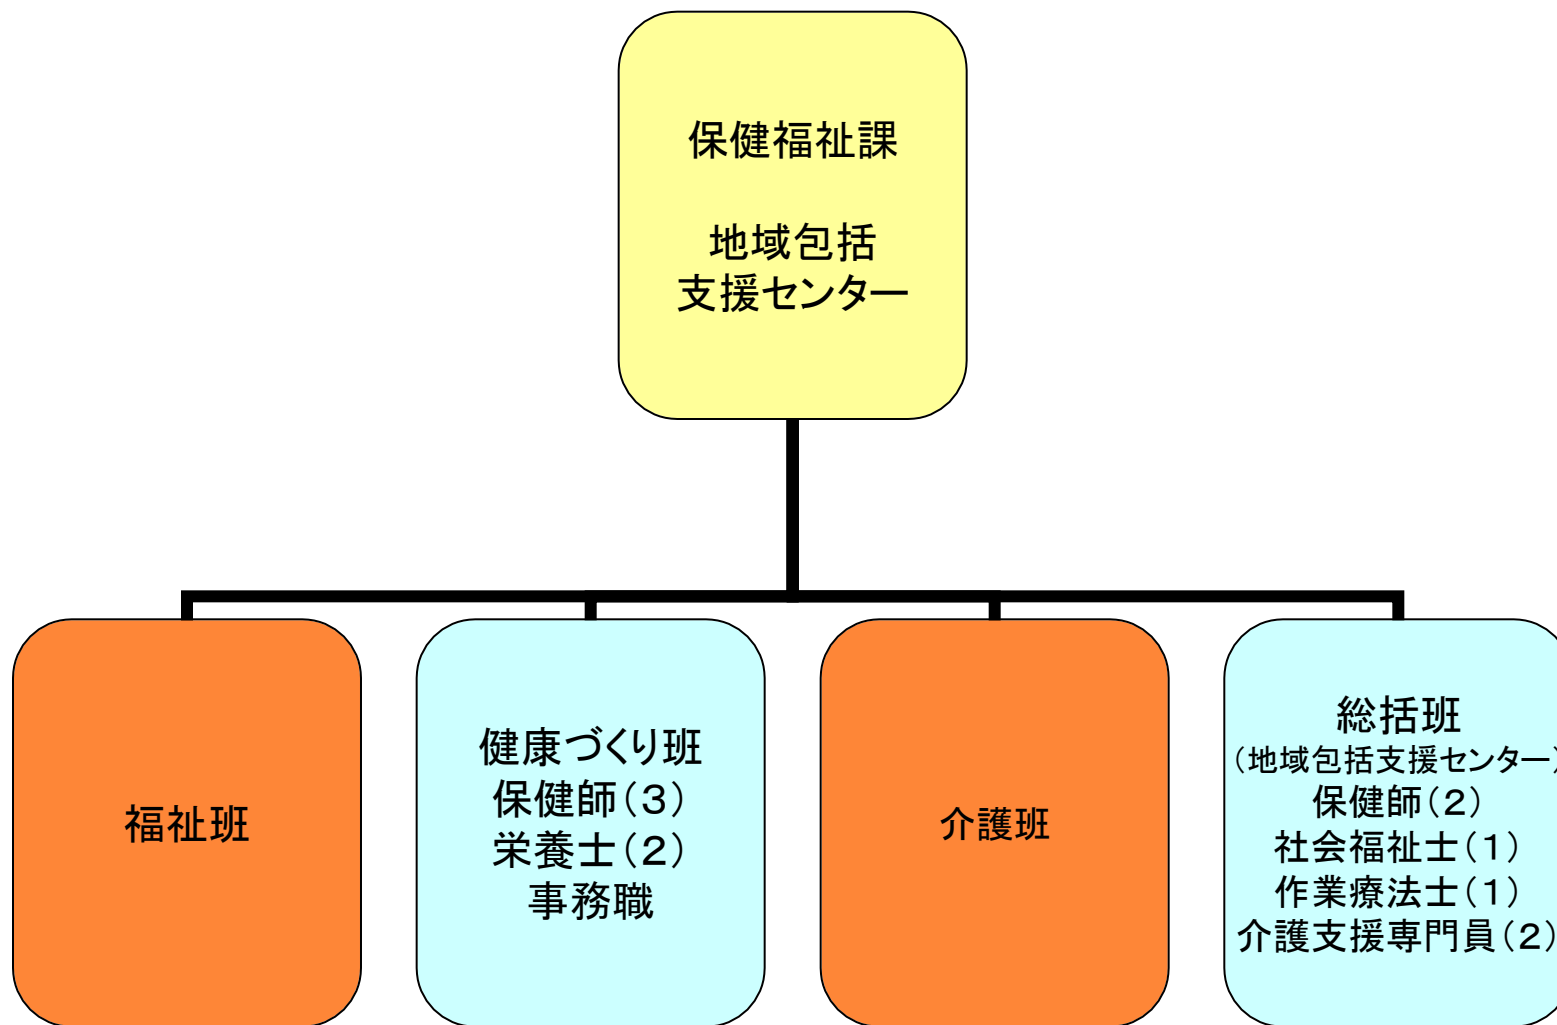 保健福祉課
地域包括
支援センター
福祉班
健康づくり班
保健師（３）
栄養士（２）
事務職
介護班
総括班
（地域包括支援センター）
保健師（２）
社会福祉士（１）
作業療法士（１）
介護支援専門員（２）